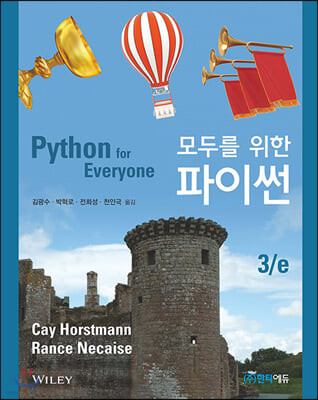 Python for
Everyone
모두를 위한
파이썬
김광수 · 박혁로 · 전희성 · 천인국 옮김
3/e
Cay Horstmann
Rance Necaise
WILEY
(주)한티에듀